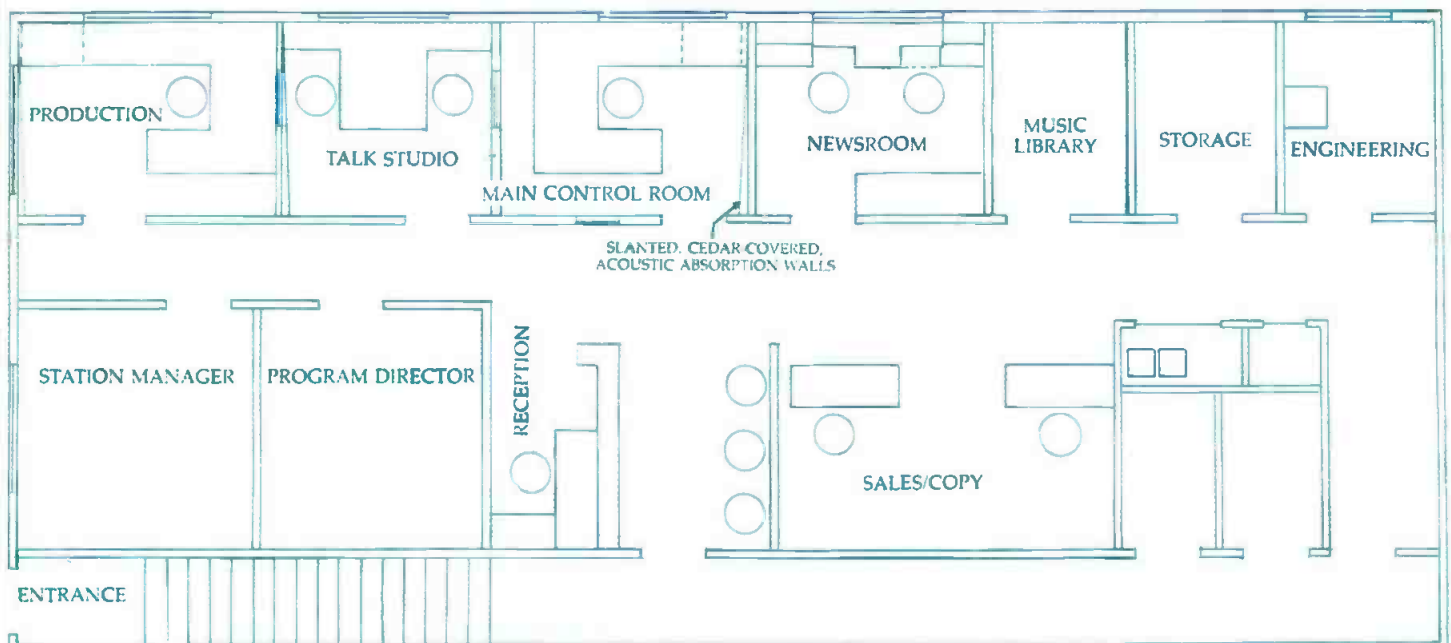 PRODUCTION
TALK STUDIO
MAIN CONTROL ROOM
NEWSROOM
MUSIC
LIBRARY
STORAGE
ENGINEERING
SLANTED, CEDAR COVERED,
ACOUSTIC ABSORPTION WALLS
STATION MANAGER
PROGRAM DIRECTOR
RECEPTION
SALES/COPY
ENTRANCE